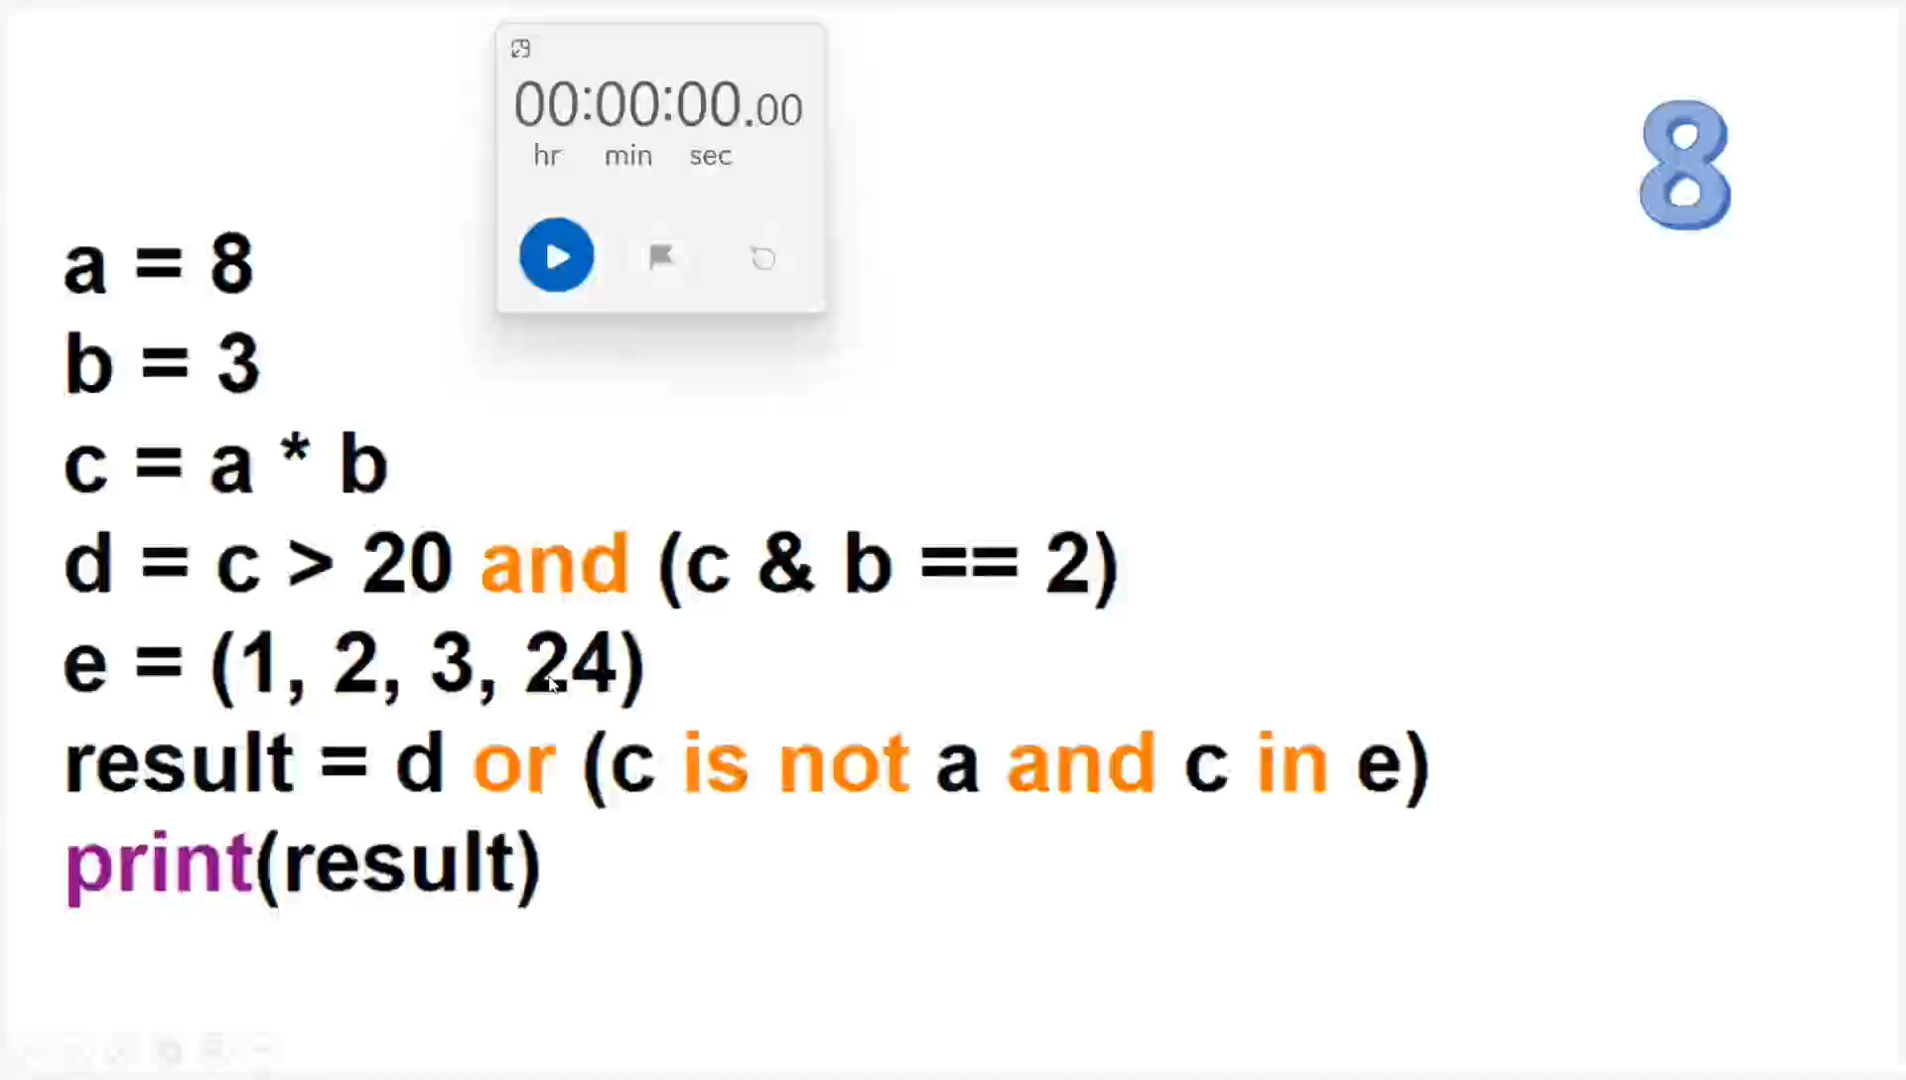 00:00:00.00
hr min sec
8
a = 8
b = 3
c = a * b
d = c > 20 and (c & b == 2)
e = (1, 2, 3, 24)
result = d or (c is not a and c in e)
print(result)